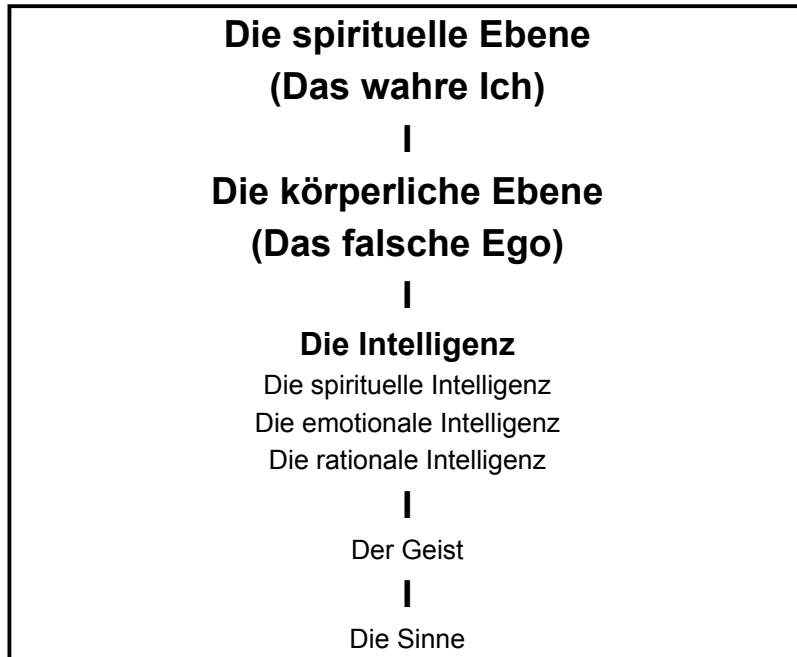 Die spirituelle Ebene
(Das wahre Ich)
I
Die körperliche Ebene
(Das falsche Ego)
I
Die Intelligenz
Die spirituelle Intelligenz
Die emotionale Intelligenz
Die rationale Intelligenz
I
Der Geist
I
Die Sinne